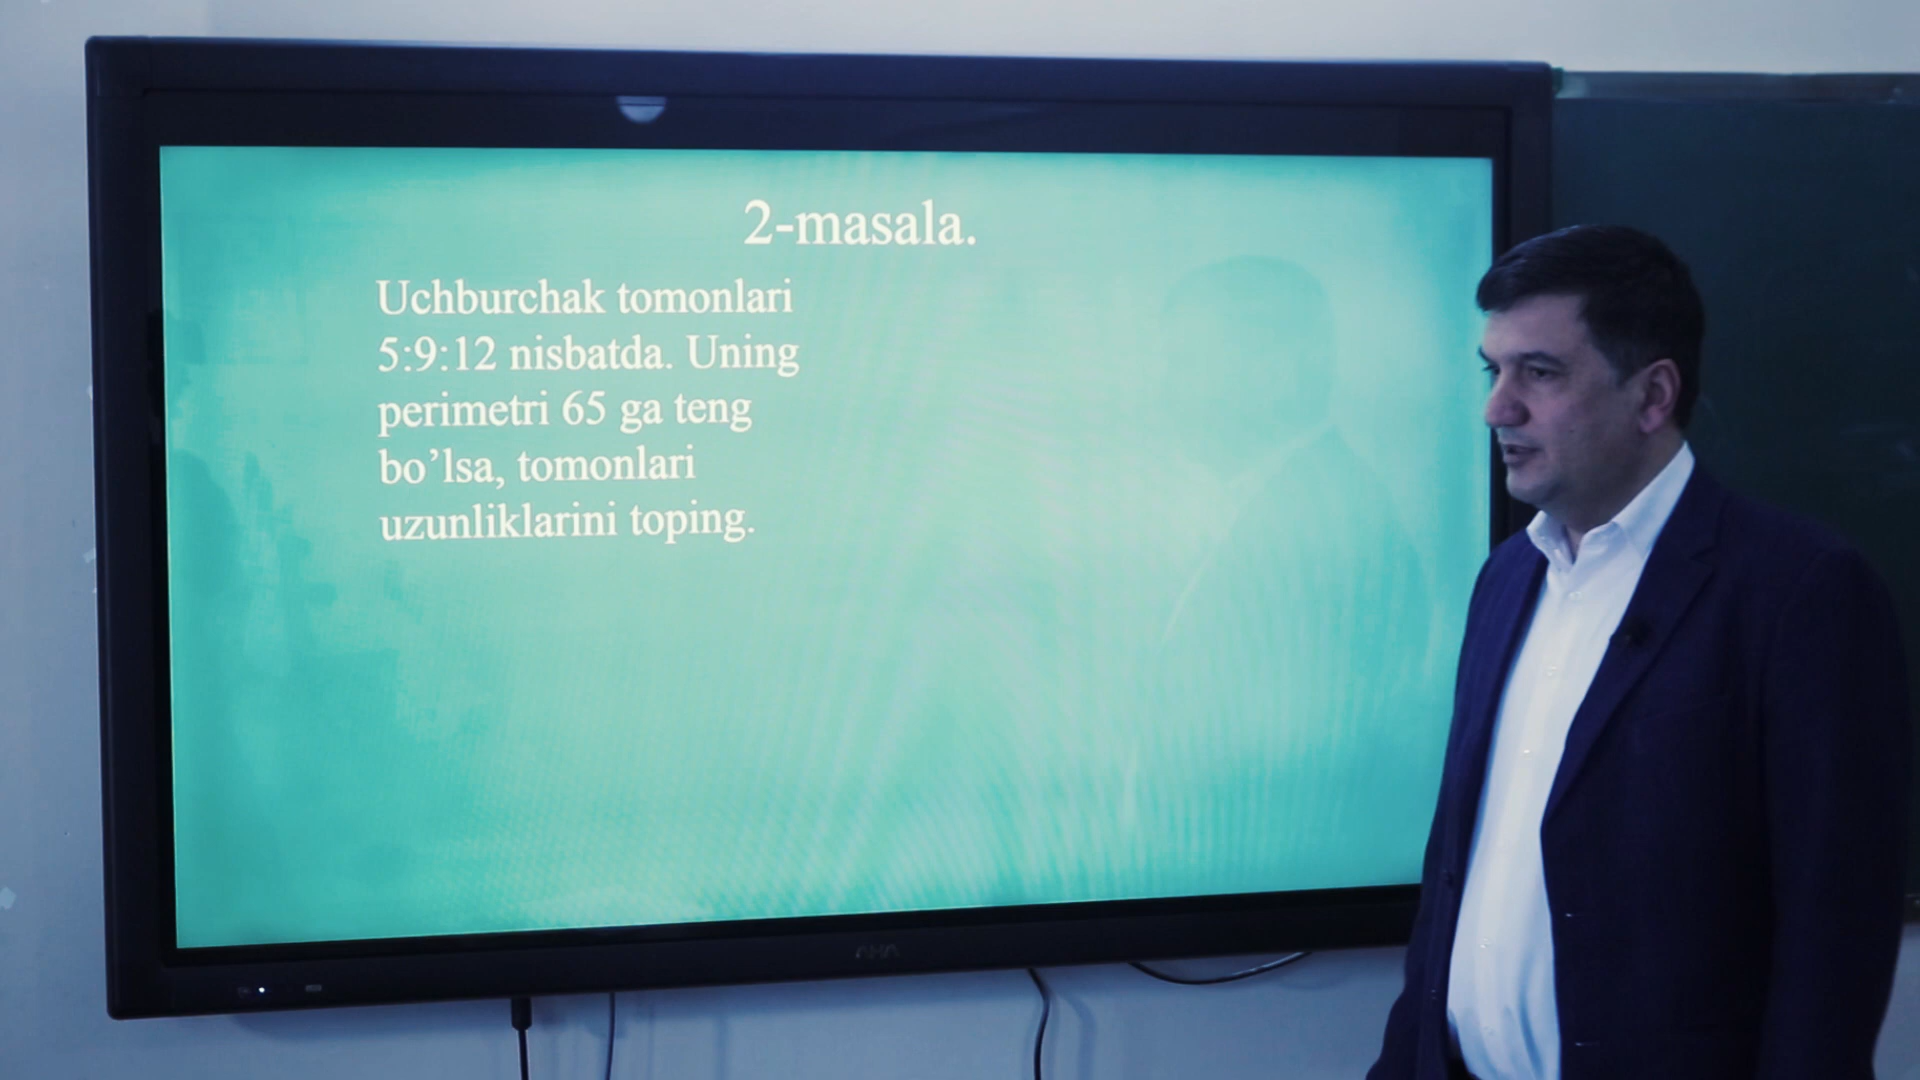 2-masala.
Uchburchak tomonlari
5:9:12 nisbatda. Uning
perimetri 65 ga teng
bo’lsa, tomonlari
uzunliklarini toping.